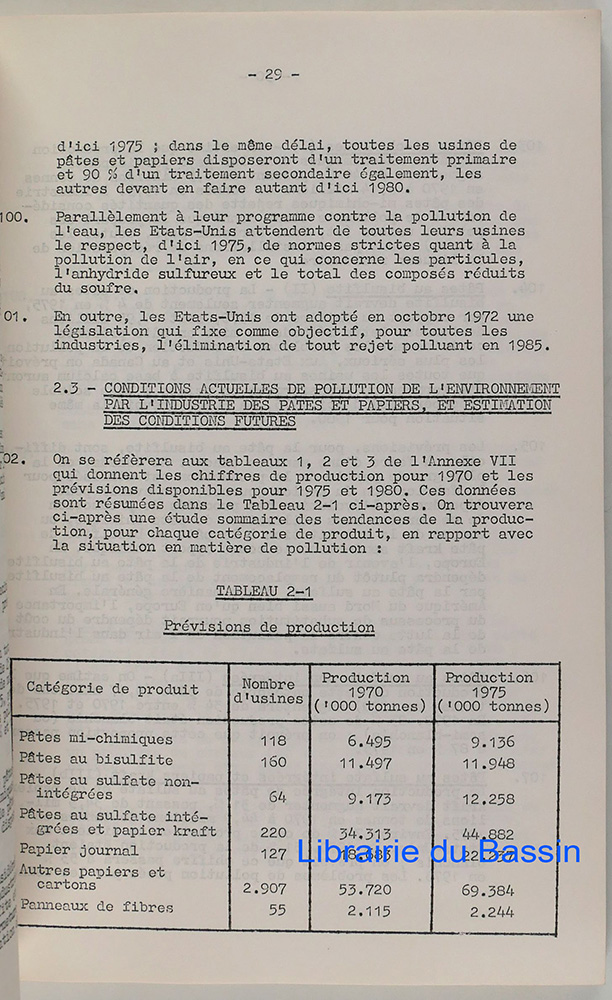 - 29 -
d'ici 1975 ; dans le même délai, toutes les usines de
pâtes et papiers disposeront d'un traitement primaire
et 90 % d'un traitement secondaire également, les
autres devant en faire autant d'ici 1980.
100. Parallèlement à leur programme contre la pollution de
l'eau, les Etats-Unis attendent de toutes leurs usines
le respect, d'ici 1975, de normes strictes quant à la
pollution de l'air, en ce qui concerne les particules,
l'anhydride sulfureux et le total des composés réduits
du soufre.
01. En outre, les Etats-Unis ont adopté en octobre 1972 une
législation qui fixe comme objectif, pour toutes les
industries, l'élimination de tout rejet polluant en 1985.
2.3 - CONDITIONS ACTUELLES DE POLLUTION DE L'ENVIRONNEMENT
PAR L'INDUSTRIE DES PATES ET PAPIERS, ET ESTIMATION
DES CONDITIONS FUTURES
02. On se réfèrera aux tableaux 1, 2 et 3 de l'Annexe VII
qui donnent les chiffres de production pour 1970 et les
prévisions disponibles pour 1975 et 1980. Ces données
sont résumées dans le Tableau 2-1 ci-après. On trouvera
ci-après une étude sommaire des tendances de la produc-
tion, pour chaque catégorie de produit, en rapport avec
la situation en matière de pollution :
TABLEAU 2-1
Prévisions de production
Catégorie de produit Nombre d'usines Production 1970 ('000 tonnes) Production 1975 ('000 tonnes)
Pâtes mi-chimiques 118 6.495 9.136
Pâtes au bisulfite 160 11.497 11.948
Pâtes au sulfate non-
intégrées 64 9.173 12.258
Pâtes au sulfate inté-
grées et papier kraft 220 34.313 44.882
Papier journal 127
Librairie du Bassin
Autres papiers et
cartons 2.907 53.720 69.384
Panneaux de fibres 55 2.115 2.244